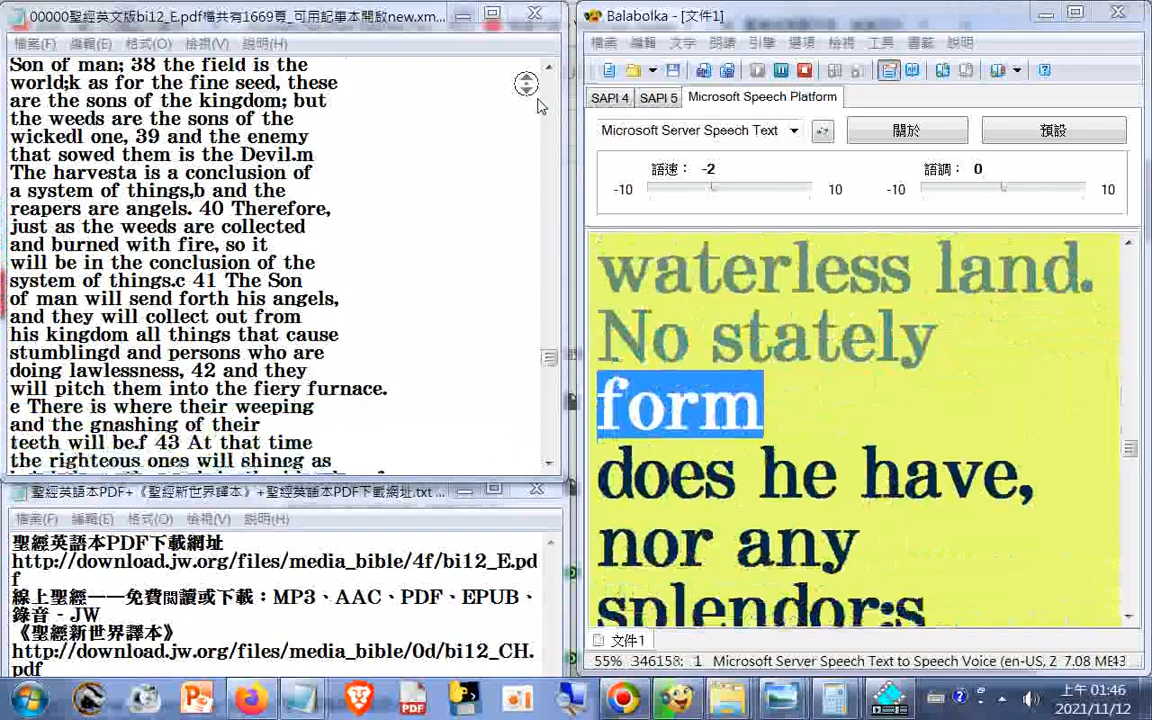 00000聖經英文版bi12_E.pdf檔共有1669頁_可用記事本開啟new.xm...
檔案(F) 編輯(E) 格式(O) 檢視(V) 說明(H)
Son of man; 38 the field is the
world;k as for the fine seed, these
are the sons of the kingdom; but
the weeds are the sons of the
wickedl one, 39 and the enemy
that sowed them is the Devil.m
The harvesta is a conclusion of
a system of things,b and the
reapers are angels. 40 Therefore,
just as the weeds are collected
and burned with fire, so it
will be in the conclusion of the
system of things.c 41 The Son
of man will send forth his angels,
and they will collect out from
his kingdom all things that cause
stumblingd and persons who are
doing lawlessness, 42 and they
will pitch them into the fiery furnace.
e There is where their weeping
and the gnashing of their
teeth will be.f 43 At that time
the righteous ones will shineg as
聖經英語本PDF+《聖經新世界譯本》+聖經英語本PDF下載網址.txt ...
檔案(F) 編輯(E) 格式(O) 檢視(V) 說明(H)
聖經英語本PDF下載網址
http://download.jw.org/files/media_bible/4f/bi12_E.pd
f
線上聖經——免費閱讀或下載：MP3、AAC、PDF、EPUB、
錄音 - JW
《聖經新世界譯本》
http://download.jw.org/files/media_bible/0d/bi12_CH.
pdf
Balabolka - [文件1]
檔案 編輯 文字 朗讀 引擎 選項 檢視 工具 書籤 說明
SAPI 4 SAPI 5 Microsoft Speech Platform
Microsoft Server Speech Text 關於 預設
語速： -2 語調： 0
-10 10 -10 10
waterless land.
No stately
form
does he have,
nor any
splendor;s
文件1
55% 346158: 1 Microsoft Server Speech Text to Speech Voice (en-US, 2 7.08 ME43
上午 01:46
2021/11/12